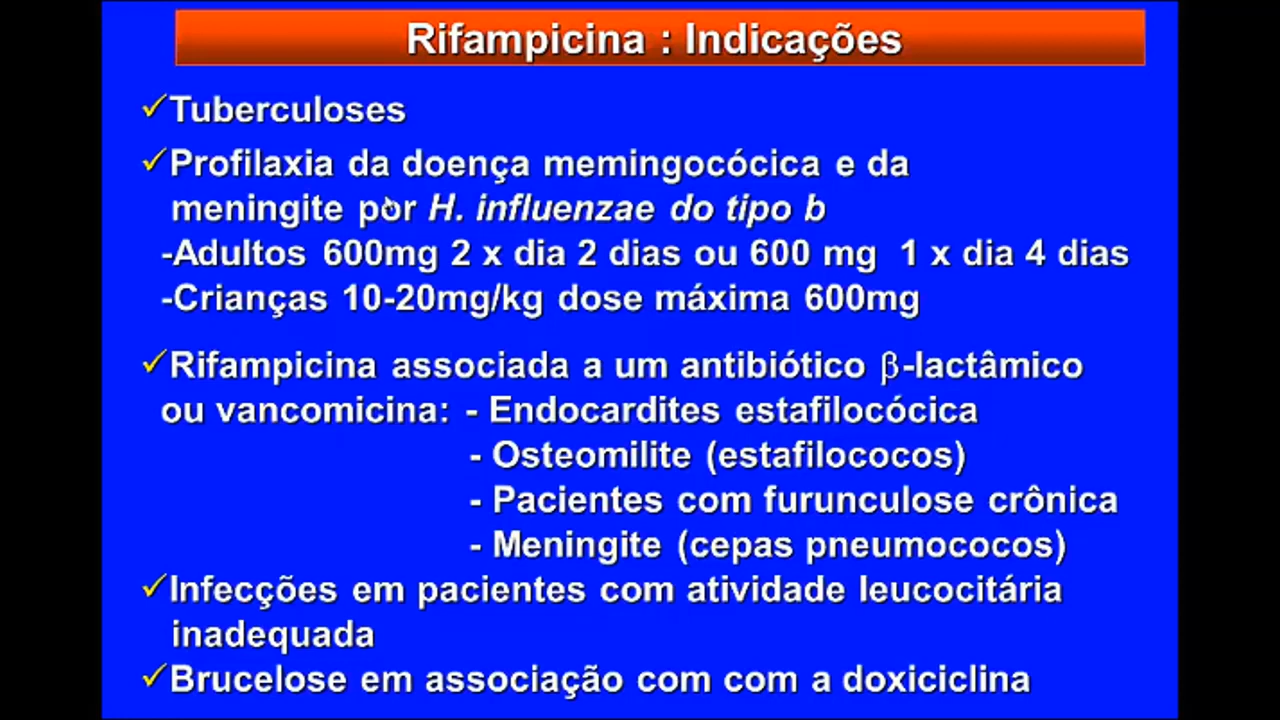 Rifampicina : Indicações
✓Tuberculoses
✓Profilaxia da doença memingocócica e da
meningite por H. influenzae do tipo b
-Adultos 600mg 2 x dia 2 dias ou 600 mg 1 x dia 4 dias
-Crianças 10-20mg/kg dose máxima 600mg
✓Rifampicina associada a um antibiótico β-lactâmico
ou vancomicina: - Endocardites estafilocócica
- Osteomilite (estafilococos)
- Pacientes com furunculose crônica
- Meningite (cepas pneumococos)
✓Infecções em pacientes com atividade leucocitária
inadequada
✓Brucelose em associação com com a doxiciclina